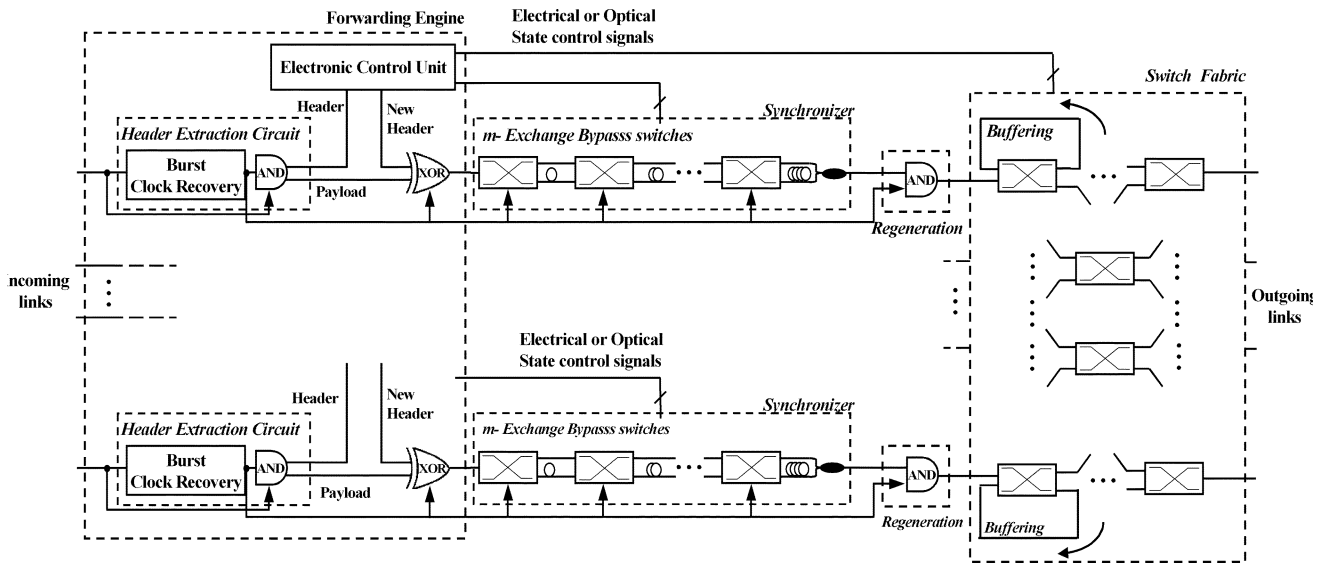 Forwarding Engine
Electrical or Optical
State control signals
Electronic Control Unit
Switch Fabric
Header
New
Header
Synchronizer
Header Extraction Circuit
m- Exchange Bypasss switches
Buffering
Burst
Clock Recovery
AND
XOR
Payload
AND
Regeneration
ncoming
links
Outgoing
links
Electrical or Optical
State control signals
Header
New
Header
Synchronizer
Header Extraction Circuit
m- Exchange Bypasss switches
Burst
Clock Recovery
AND
XOR
Payload
AND
Regeneration
Buffering